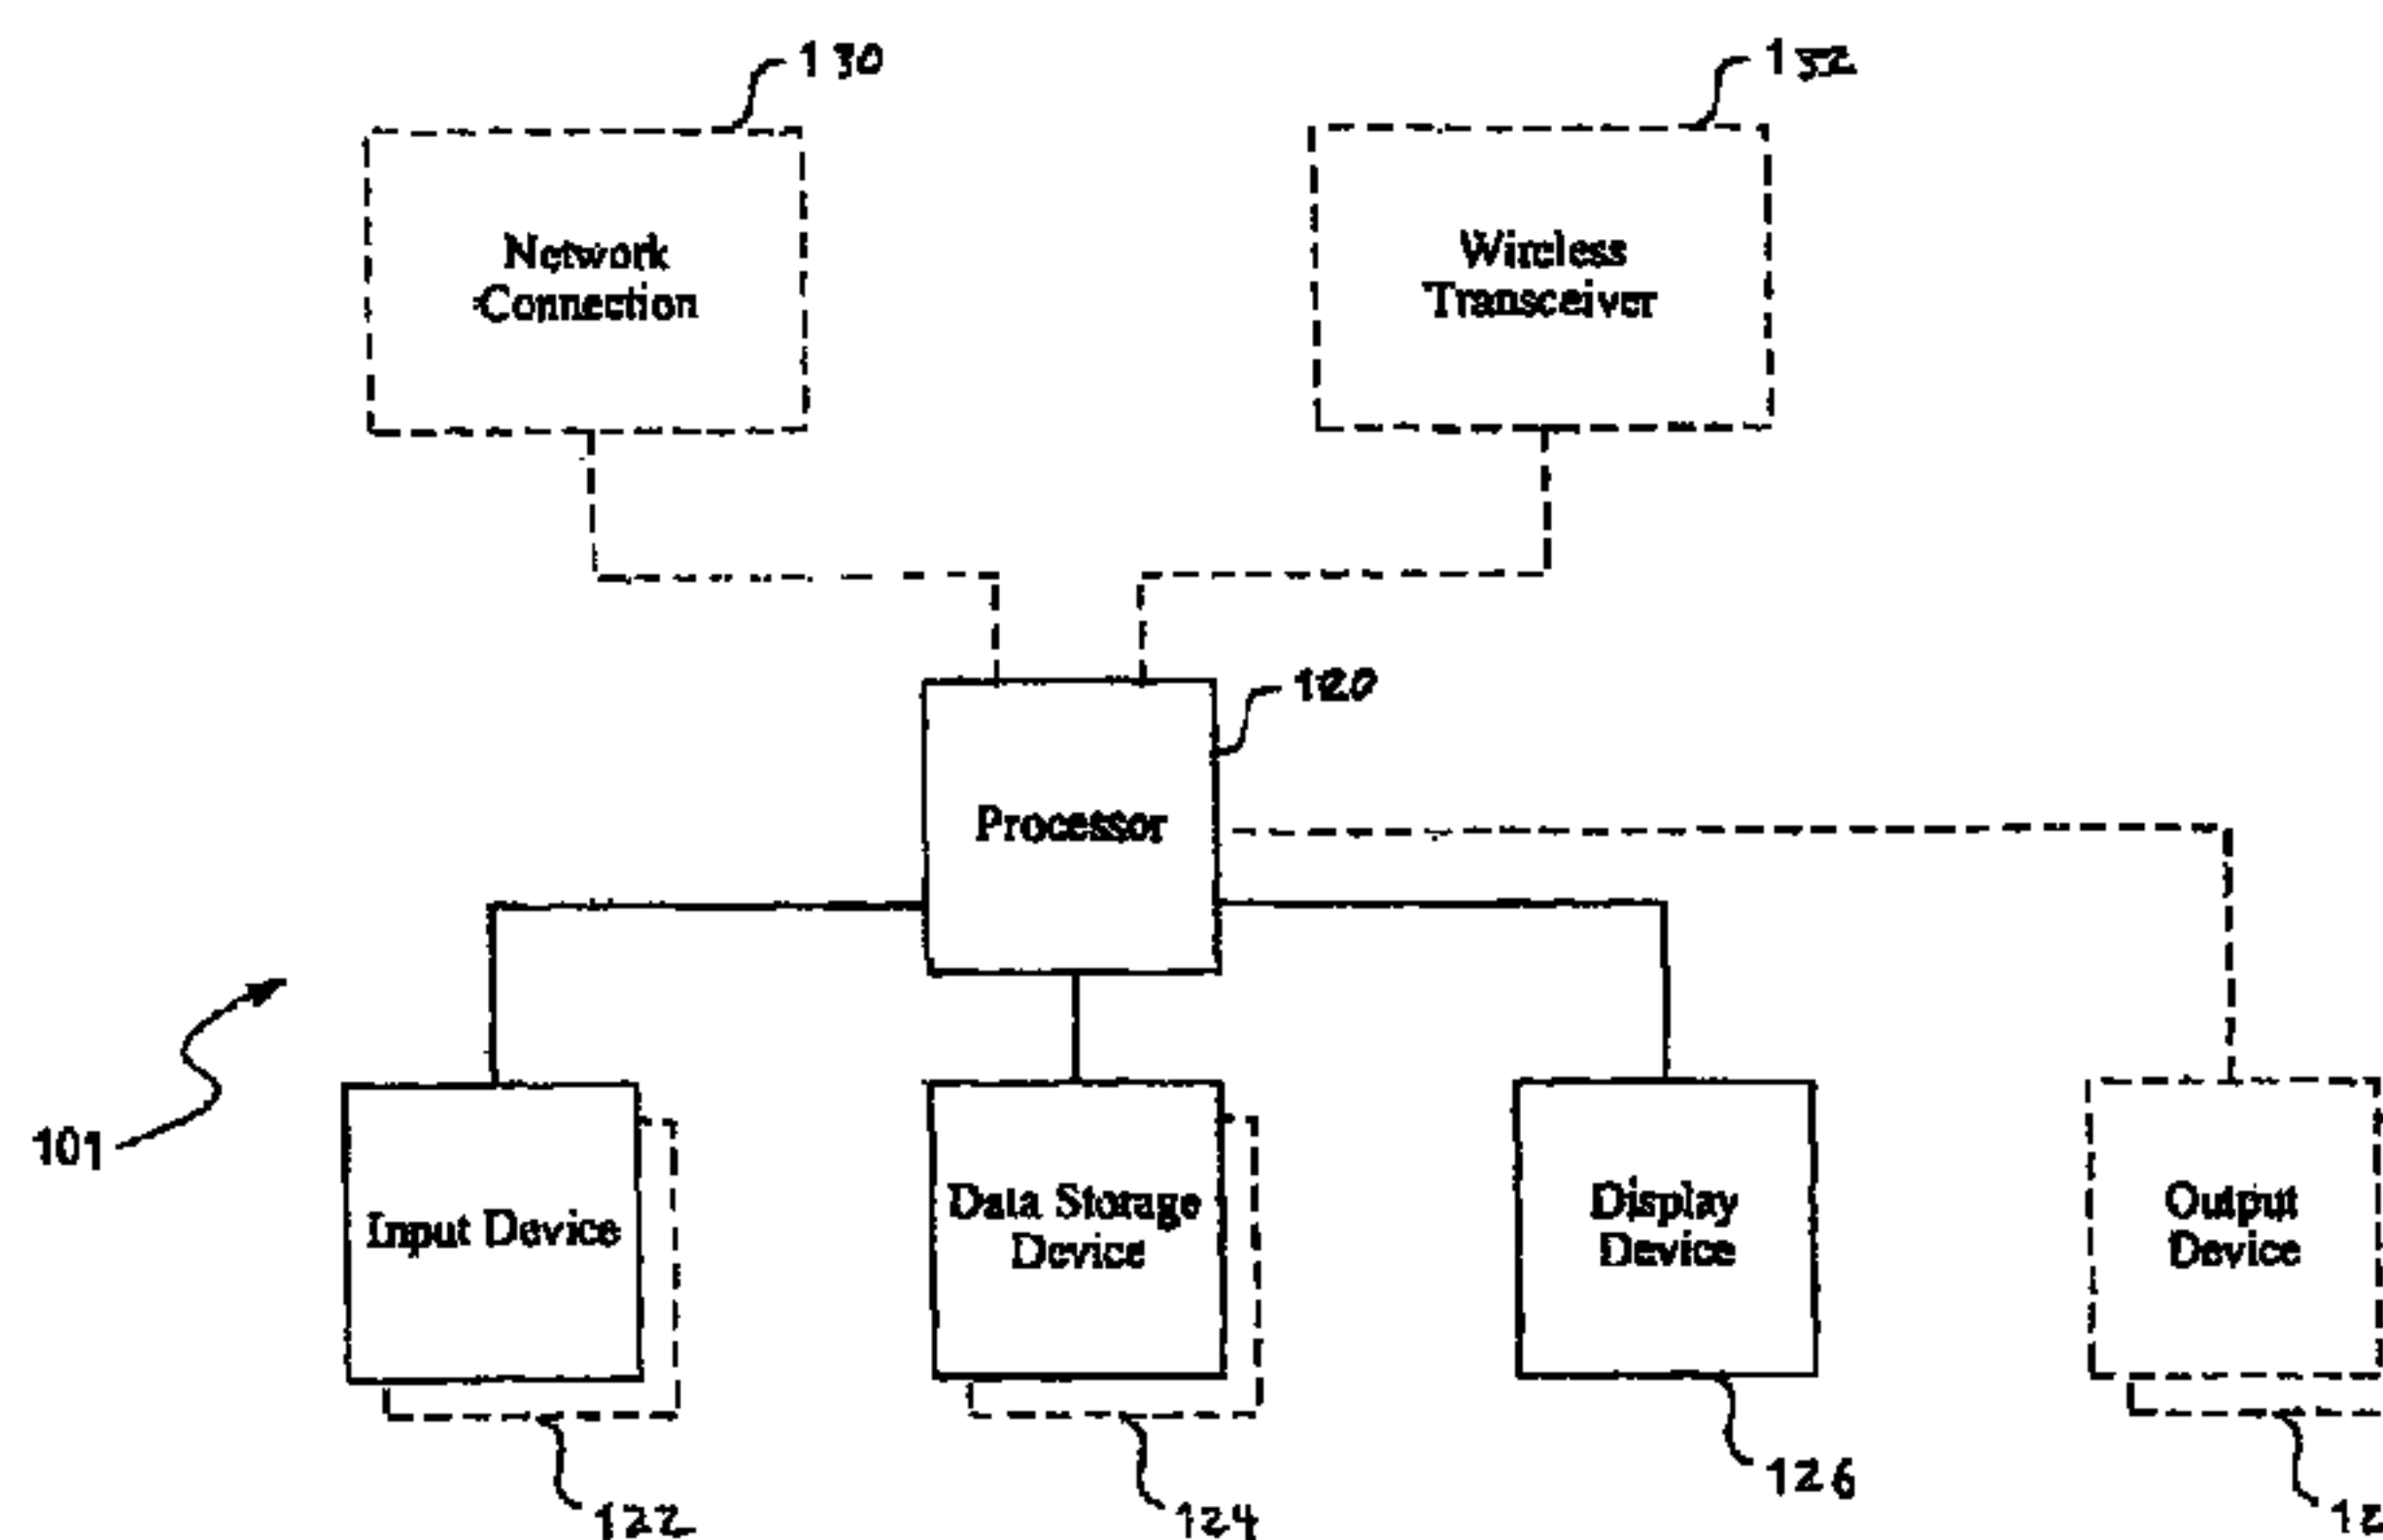 130
132
Network
Connection
Wireless
Transceiver
120
Processor
101
Input Device
Data Storage
Device
Display
Device
Output
Device
122
124
126